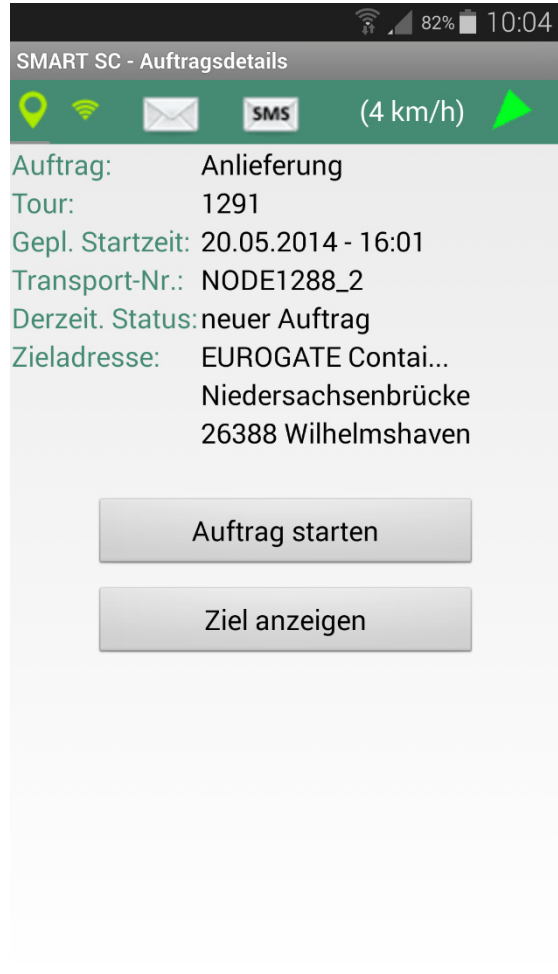 82% 10:04
SMART SC - Auftragsdetails
SMS (4 km/h)
Auftrag: Anlieferung
Tour: 1291
Gepl. Startzeit: 20.05.2014 - 16:01
Transport-Nr.: NODE1288_2
Derzeit. Status: neuer Auftrag
Zieladresse: EUROGATE Contai...
Niedersachsenbrücke
26388 Wilhelmshaven
Auftrag starten
Ziel anzeigen